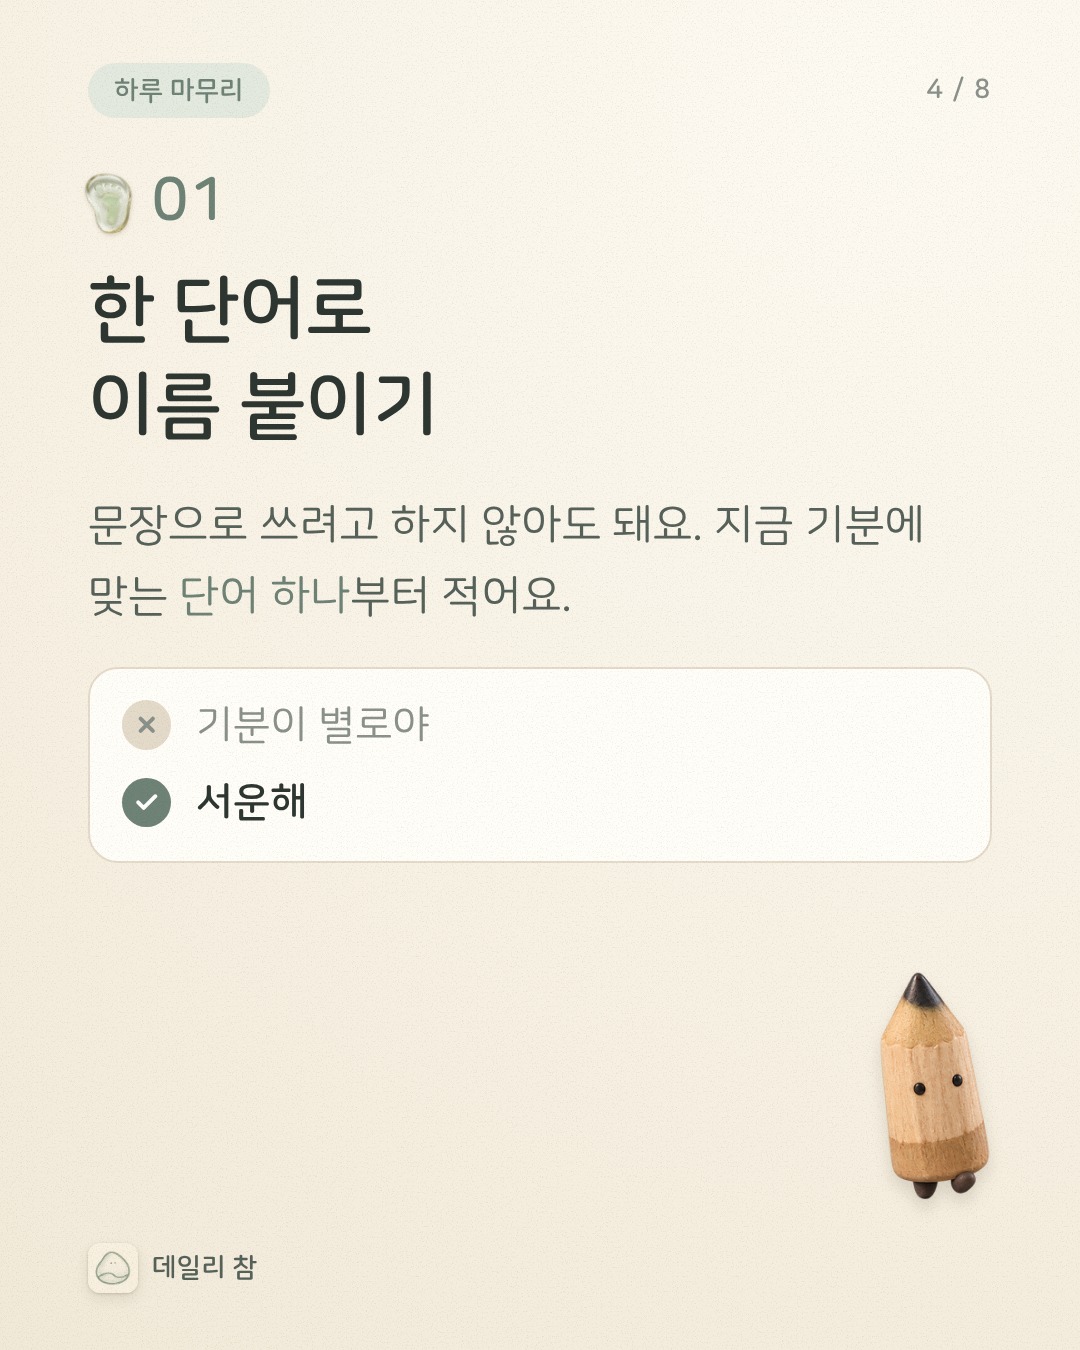 하루 마무리
4 / 8
01
한 단어로
이름 붙이기
문장으로 쓰려고 하지 않아도 돼요. 지금 기분에
맞는 단어 하나부터 적어요.
기분이 별로야
서운해
데일리 참